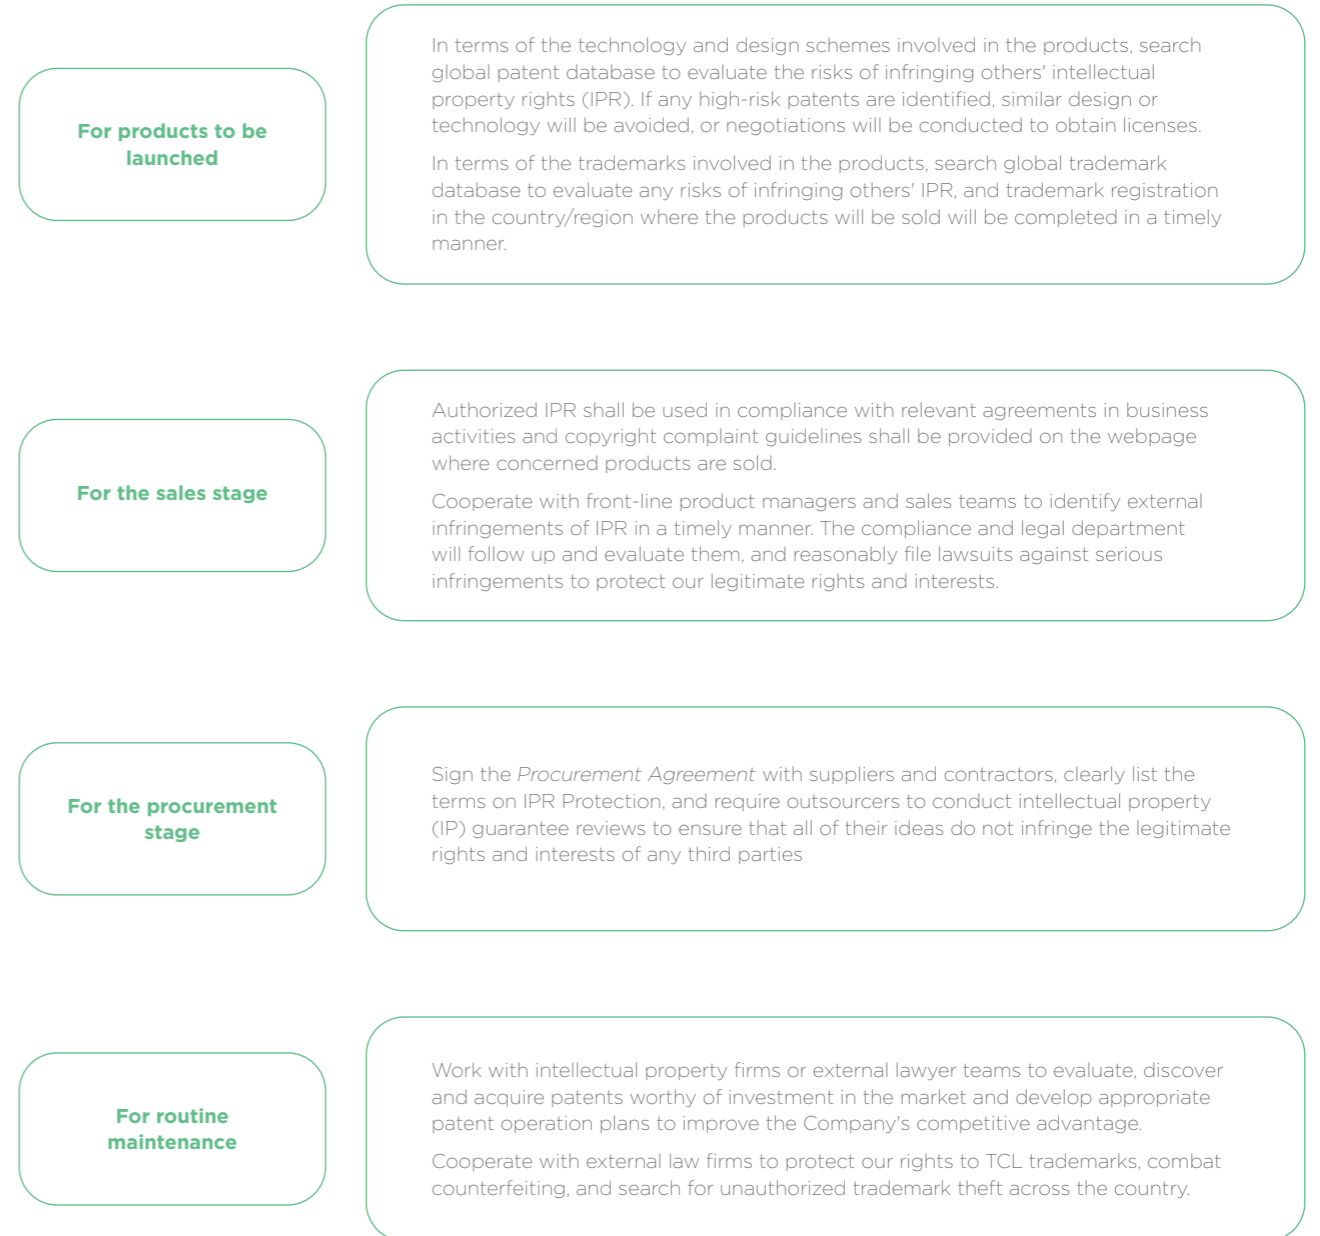 For products to be
launched
In terms of the technology and design schemes involved in the products, search
global patent database to evaluate the risks of infringing others' intellectual
property rights (IPR). If any high-risk patents are identified, similar design or
technology will be avoided, or negotiations will be conducted to obtain licenses.
In terms of the trademarks involved in the products, search global trademark
database to evaluate any risks of infringing others' IPR, and trademark registration
in the country/region where the products will be sold will be completed in a timely
manner.
For the sales stage
Authorized IPR shall be used in compliance with relevant agreements in business
activities and copyright complaint guidelines shall be provided on the webpage
where concerned products are sold.
Cooperate with front-line product managers and sales teams to identify external
infringements of IPR in a timely manner. The compliance and legal department
will follow up and evaluate them, and reasonably file lawsuits against serious
infringements to protect our legitimate rights and interests.
For the procurement
stage
Sign the Procurement Agreement with suppliers and contractors, clearly list the
terms on IPR Protection, and require outsourcers to conduct intellectual property
(IP) guarantee reviews to ensure that all of their ideas do not infringe the legitimate
rights and interests of any third parties
For routine
maintenance
Work with intellectual property firms or external lawyer teams to evaluate, discover
and acquire patents worthy of investment in the market and develop appropriate
patent operation plans to improve the Company's competitive advantage.
Cooperate with external law firms to protect our rights to TCL trademarks, combat
counterfeiting, and search for unauthorized trademark theft across the country.